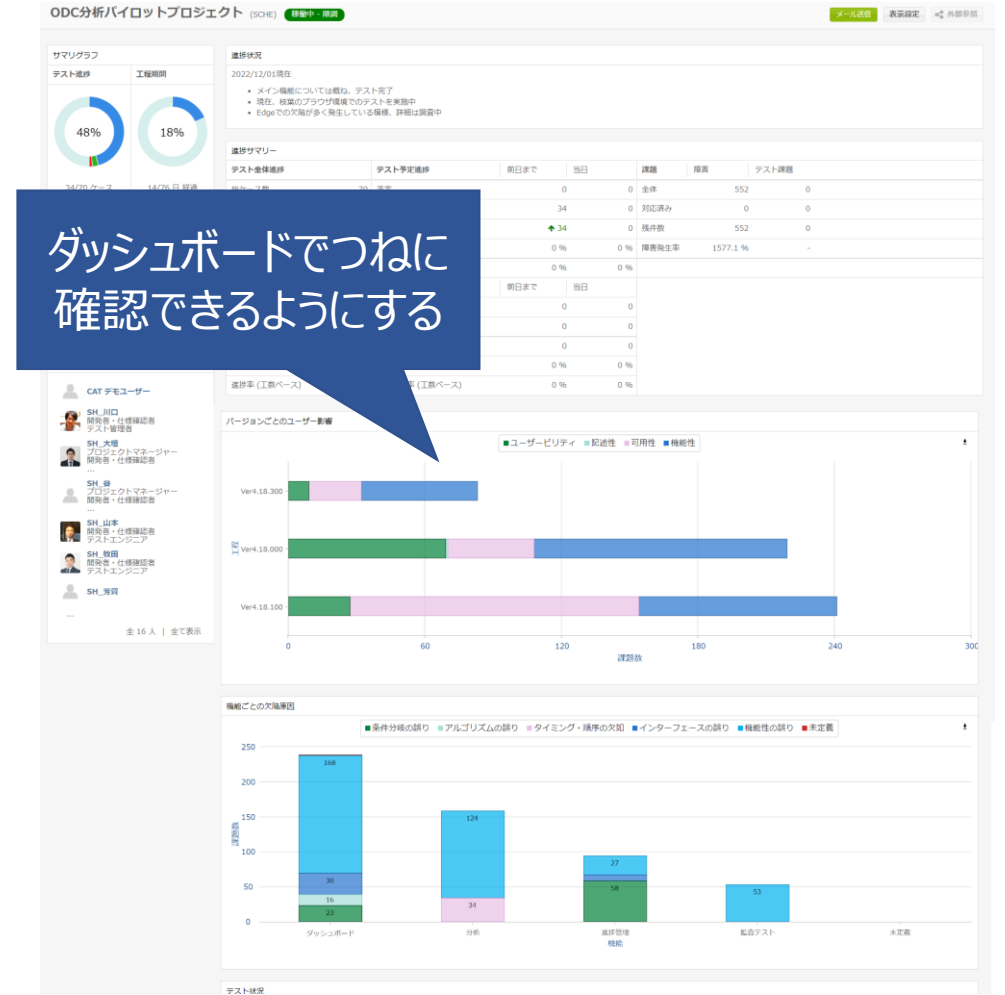 ODC分析パイロットプロジェクト (SCHE) 稼働中 - 順調
メール送信 表示設定 外部参照
サマリグラフ
テスト進捗 工程期間
48% 18%
34/70 ケース 14/76 日 経過
進捗状況
2022/12/01現在
• メイン機能については概ね、テスト完了
• 現在、枝葉のブラウザ環境でのテストを実施中
• Edgeでの欠陥が多く発生している模様、詳細は調査中
進捗サマリー
テスト全体進捗 テスト予定進捗 前日まで 当日 課題 障害 テスト課題
総ケース数 70 予定 0 0 全体 552 0
34 0 対応済み 0 0
34 0 残件数 552 0
0 % 0 % 障害発生率 1577.1 % -
0 % 0 %
前日まで 当日
0 0
0 0
0 0
0 % 0 %
進捗率 (工数ベース) (工数ベース) 0 % 0 %
ダッシュボードでつねに
確認できるようにする
CAT デモユーザー
SH_川口
開発者・仕様確認者
テスト管理者
SH_大垣
プロジェクトマネージャー
開発者・仕様確認者
...
SH_谷
プロジェクトマネージャー
開発者・仕様確認者
...
SH_山本
開発者・仕様確認者
テストエンジニア
SH_牧田
開発者・仕様確認者
テストエンジニア
SH_芳賀
...
全 16 人 | 全て表示
バージョンごとのユーザー影響
ユーザービリティ 記述性 可用性 機能性
Ver4.18.300
Ver4.18.000
Ver4.18.100
工程
0 60 120 180 240 300
課題数
機能ごとの欠陥原因
条件分岐の誤り アルゴリズムの誤り タイミング・順序の欠如 インターフェースの誤り 機能性の誤り 未定義
250
200
150
100
50
0
課題数
168
30
16
23
124
34
27
58
53
ダッシュボード 分析 進捗管理 監査テスト 未定義
機能
テスト状況